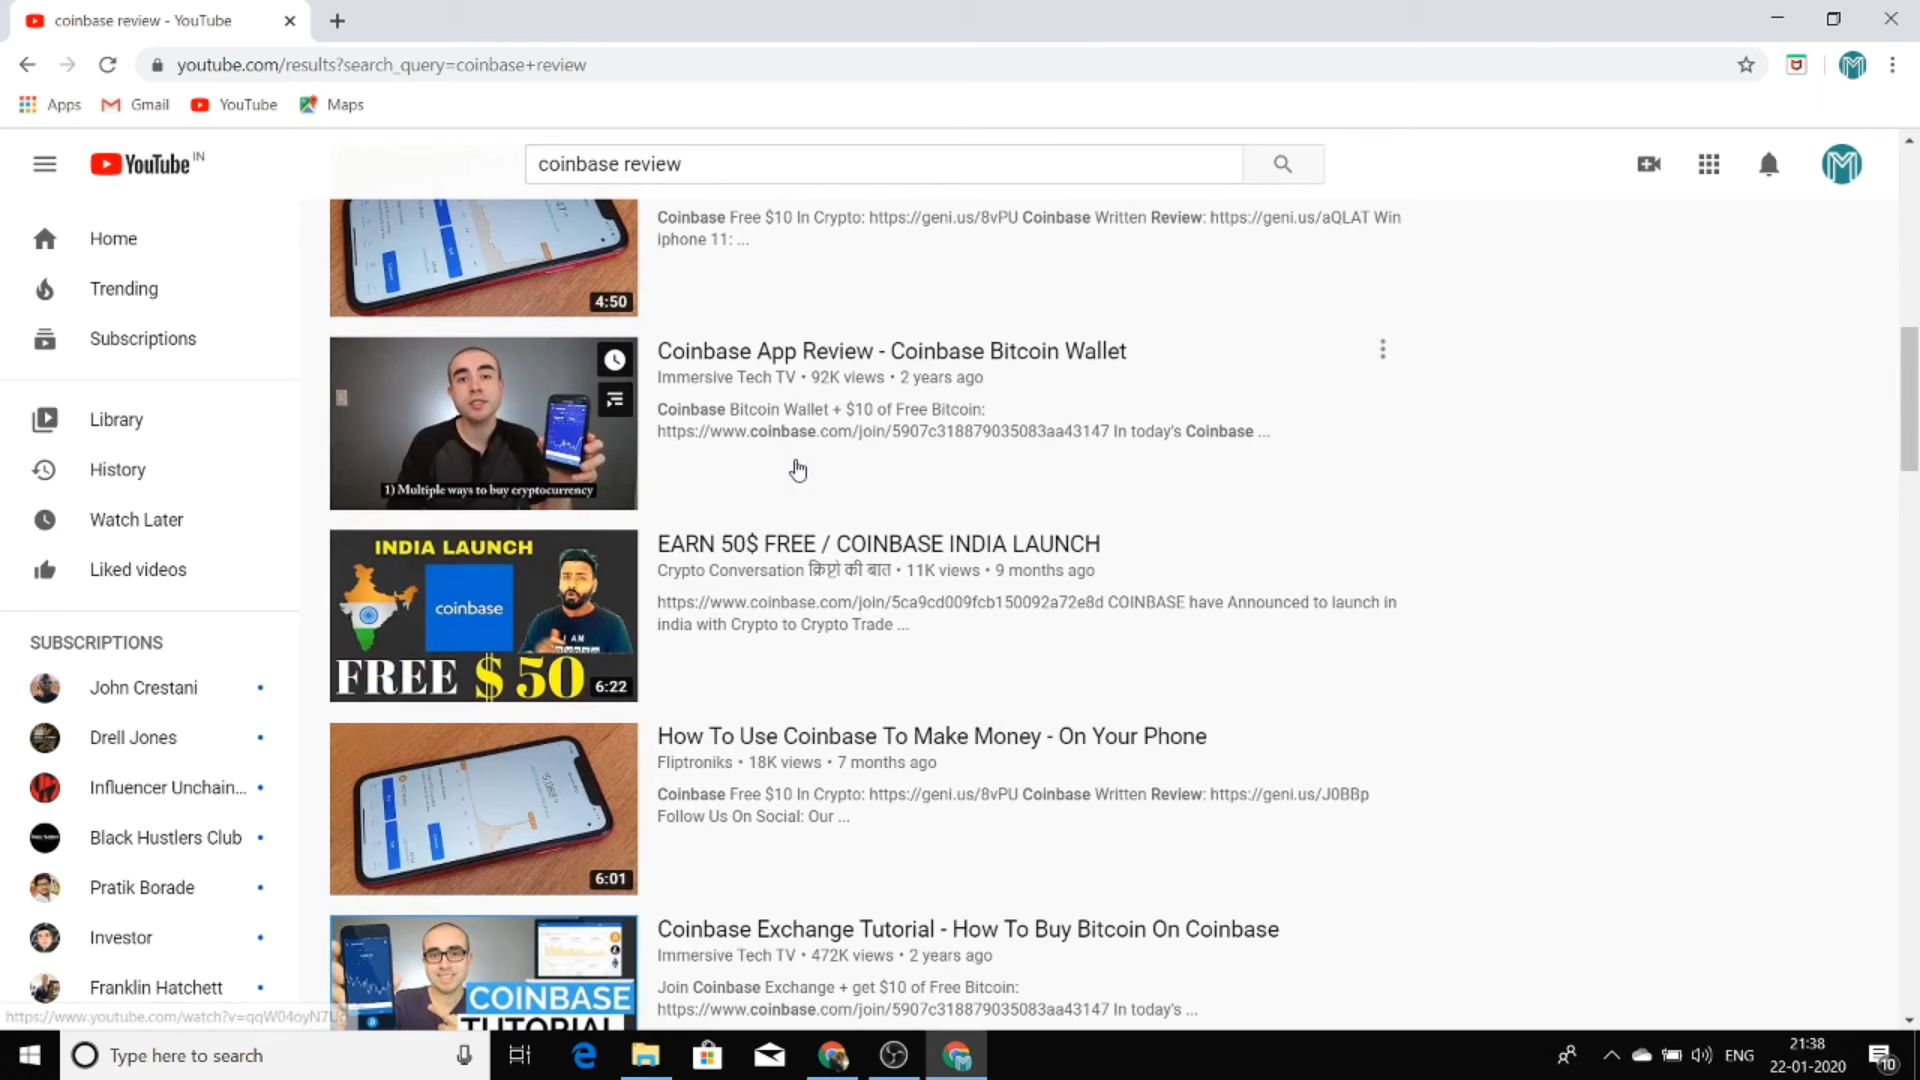 coinbase review - YouTube
youtube.com/results?search_query=coinbase+review
Apps Gmail YouTube Maps
YouTube IN
coinbase review
Home
Trending
Subscriptions
Library
History
Watch Later
Liked videos
SUBSCRIPTIONS
John Crestani
Drell Jones
Influencer Unchain...
Black Hustlers Club
Pratik Borade
Investor
Franklin Hatchett
Coinbase Free $10 In Crypto: https://geni.us/8vPU Coinbase Written Review: https://geni.us/aQLAT Win
iphone 11: ...
4:50
Coinbase App Review - Coinbase Bitcoin Wallet
Immersive Tech TV • 92K views • 2 years ago
Coinbase Bitcoin Wallet + $10 of Free Bitcoin:
https://www.coinbase.com/join/5907c318879035083aa43147 In today's Coinbase ...
1) Multiple ways to buy cryptocurrency
EARN 50$ FREE / COINBASE INDIA LAUNCH
Crypto Conversation क्रिप्टो की बात • 11K views • 9 months ago
https://www.coinbase.com/join/5ca9cd009fcb150092a72e8d COINBASE have Announced to launch in
india with Crypto to Crypto Trade ...
INDIA LAUNCH
coinbase
I AM
FREE $ 50
6:22
How To Use Coinbase To Make Money - On Your Phone
Fliptroniks • 18K views • 7 months ago
Coinbase Free $10 In Crypto: https://geni.us/8vPU Coinbase Written Review: https://geni.us/J0BBp
Follow Us On Social: Our ...
6:01
Coinbase Exchange Tutorial - How To Buy Bitcoin On Coinbase
Immersive Tech TV • 472K views • 2 years ago
Join Coinbase Exchange + get $10 of Free Bitcoin:
https://www.coinbase.com/join/5907c318879035083aa43147 In today's ...
COINBASE
TUTORIAL
Type here to search
ENG
21:38
22-01-2020
10